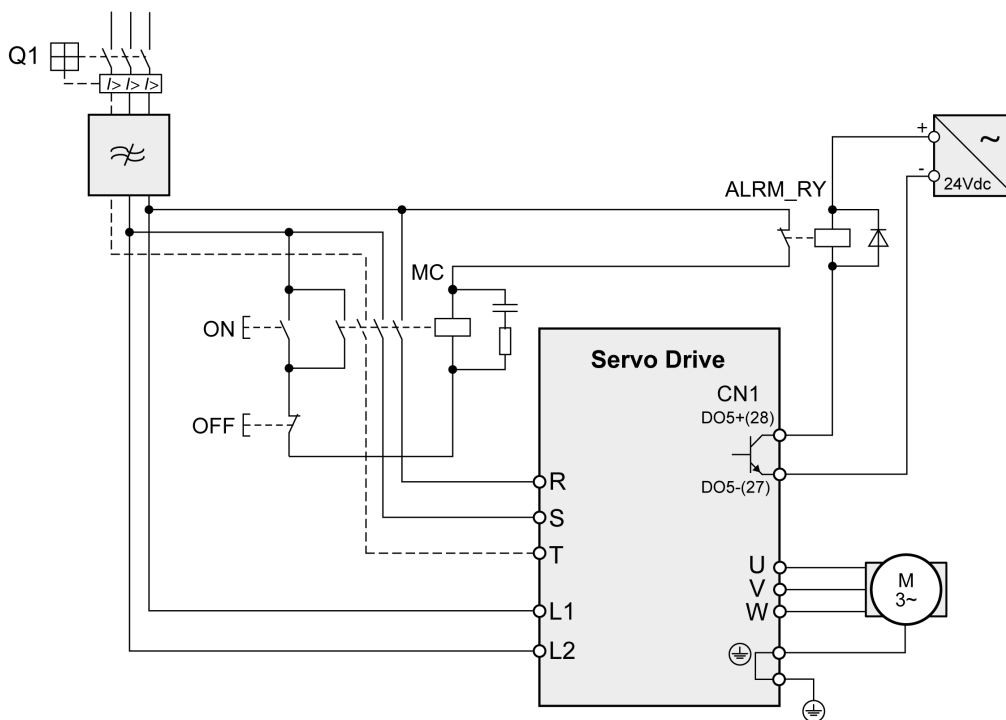 Q1
I> I> I>
+
~
-
24Vdc
ALRM_RY
MC
ON
OFF
Servo Drive
CN1
DO5+(28)
DO5-(27)
R
S
T
L1
L2
U
V
W
M
3~